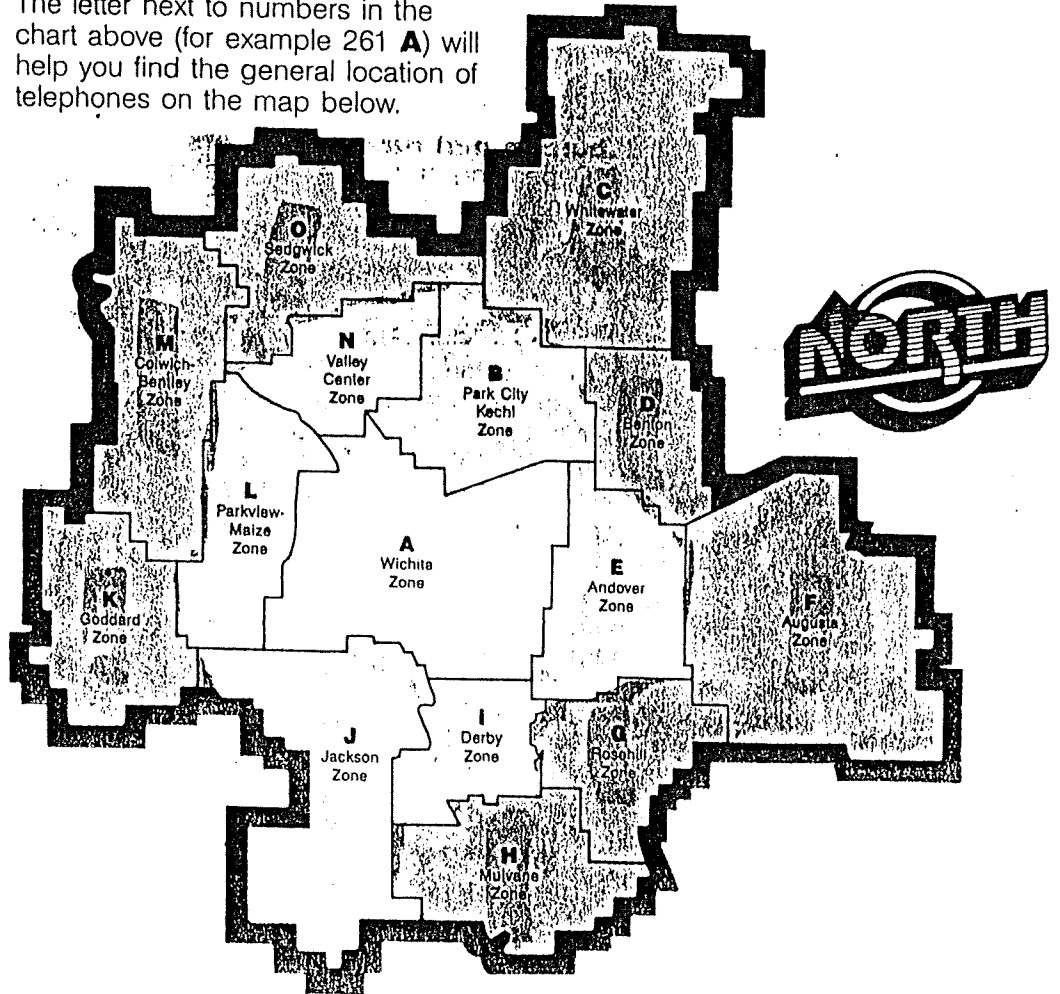 The letter next to numbers in the
chart above (for example 261 A) will
help you find the general location of
telephones on the map below.
C
Whitewater
Zone
O
Sedgwick
Zone
NORTH
M
Colwich-
Bentley
Zone
N
Valley
Center
Zone
B
Park City
Kechi
Zone
D
Benton
Zone
L
Parkview-
Maize
Zone
A
Wichita
Zone
E
Andover
Zone
K
Goddard
Zone
F
Augusta
Zone
J
Jackson
Zone
I
Derby
Zone
G
Rosehill
Zone
H
Mulvane
Zone